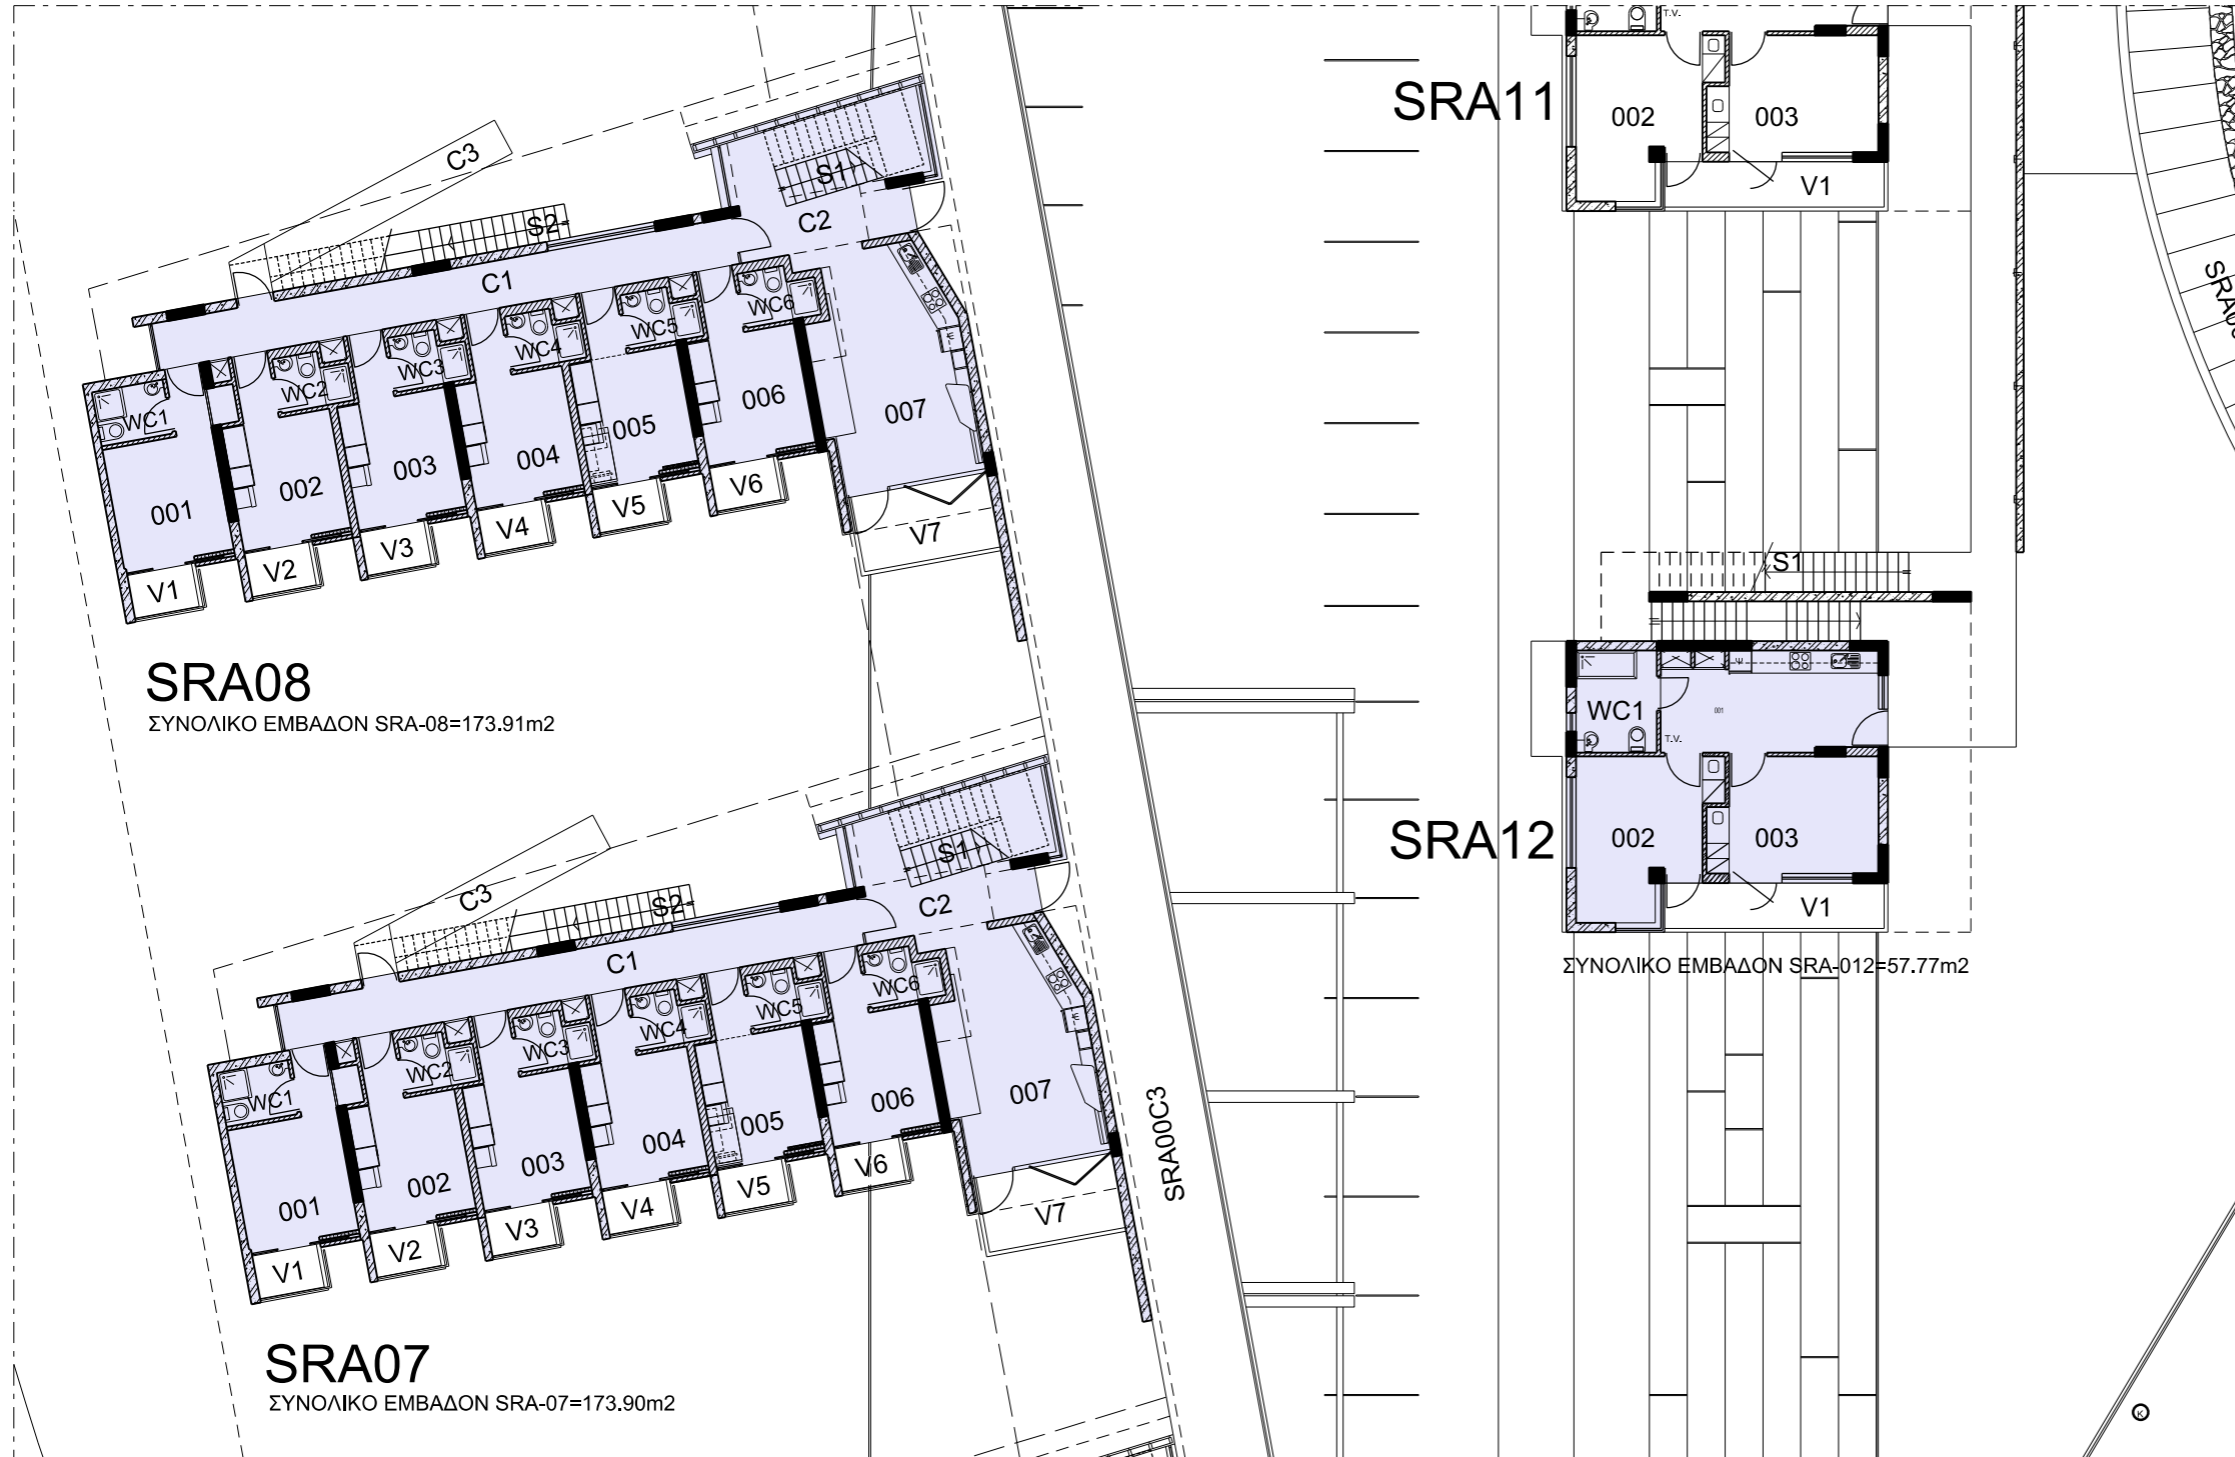 C3
S1
S2
C2
C1
WC6
WC5
WC4
WC3
WC2
WC1
007
006
005
004
003
002
001
V7
V6
V5
V4
V3
V2
V1
SRA08
ΣΥΝΟΛΙΚΟ ΕΜΒΑΔΟΝ SRA-08=173.91m2
C3
S1
S2
C2
C1
WC6
WC5
WC4
WC3
WC2
WC1
007
006
005
004
003
002
001
V7
V6
V5
V4
V3
V2
V1
SRA07
ΣΥΝΟΛΙΚΟ ΕΜΒΑΔΟΝ SRA-07=173.90m2
SRA00C3
T.V.
SRA11
002
003
V1
S1
WC1
001
T.V.
SRA12
002
003
V1
ΣΥΝΟΛΙΚΟ ΕΜΒΑΔΟΝ SRA-012=57.77m2
K